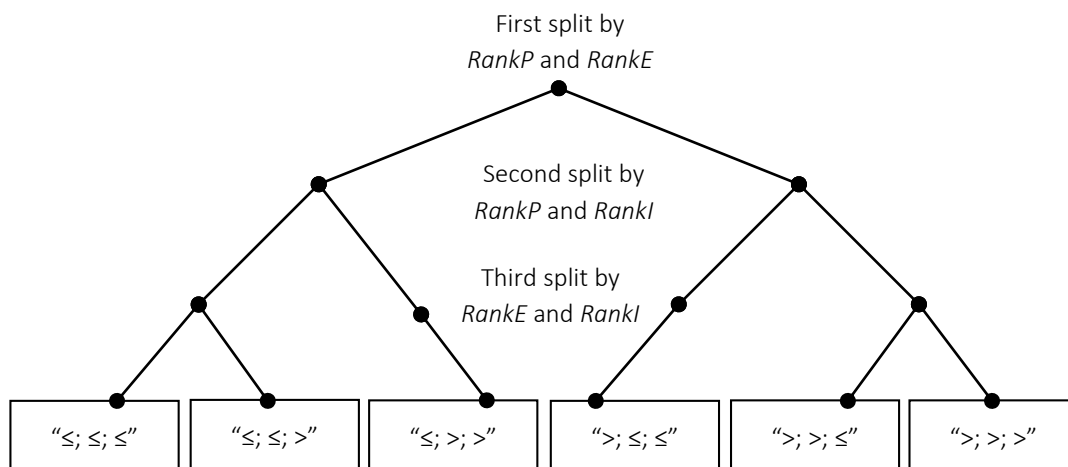 First split by
RankP and RankE
Second split by
RankP and RankI
Third split by
RankE and RankI
“≤; ≤; ≤”
“≤; ≤; >”
“≤; >; >”
“>; ≤; ≤”
“>; >; ≤”
“>; >; >”